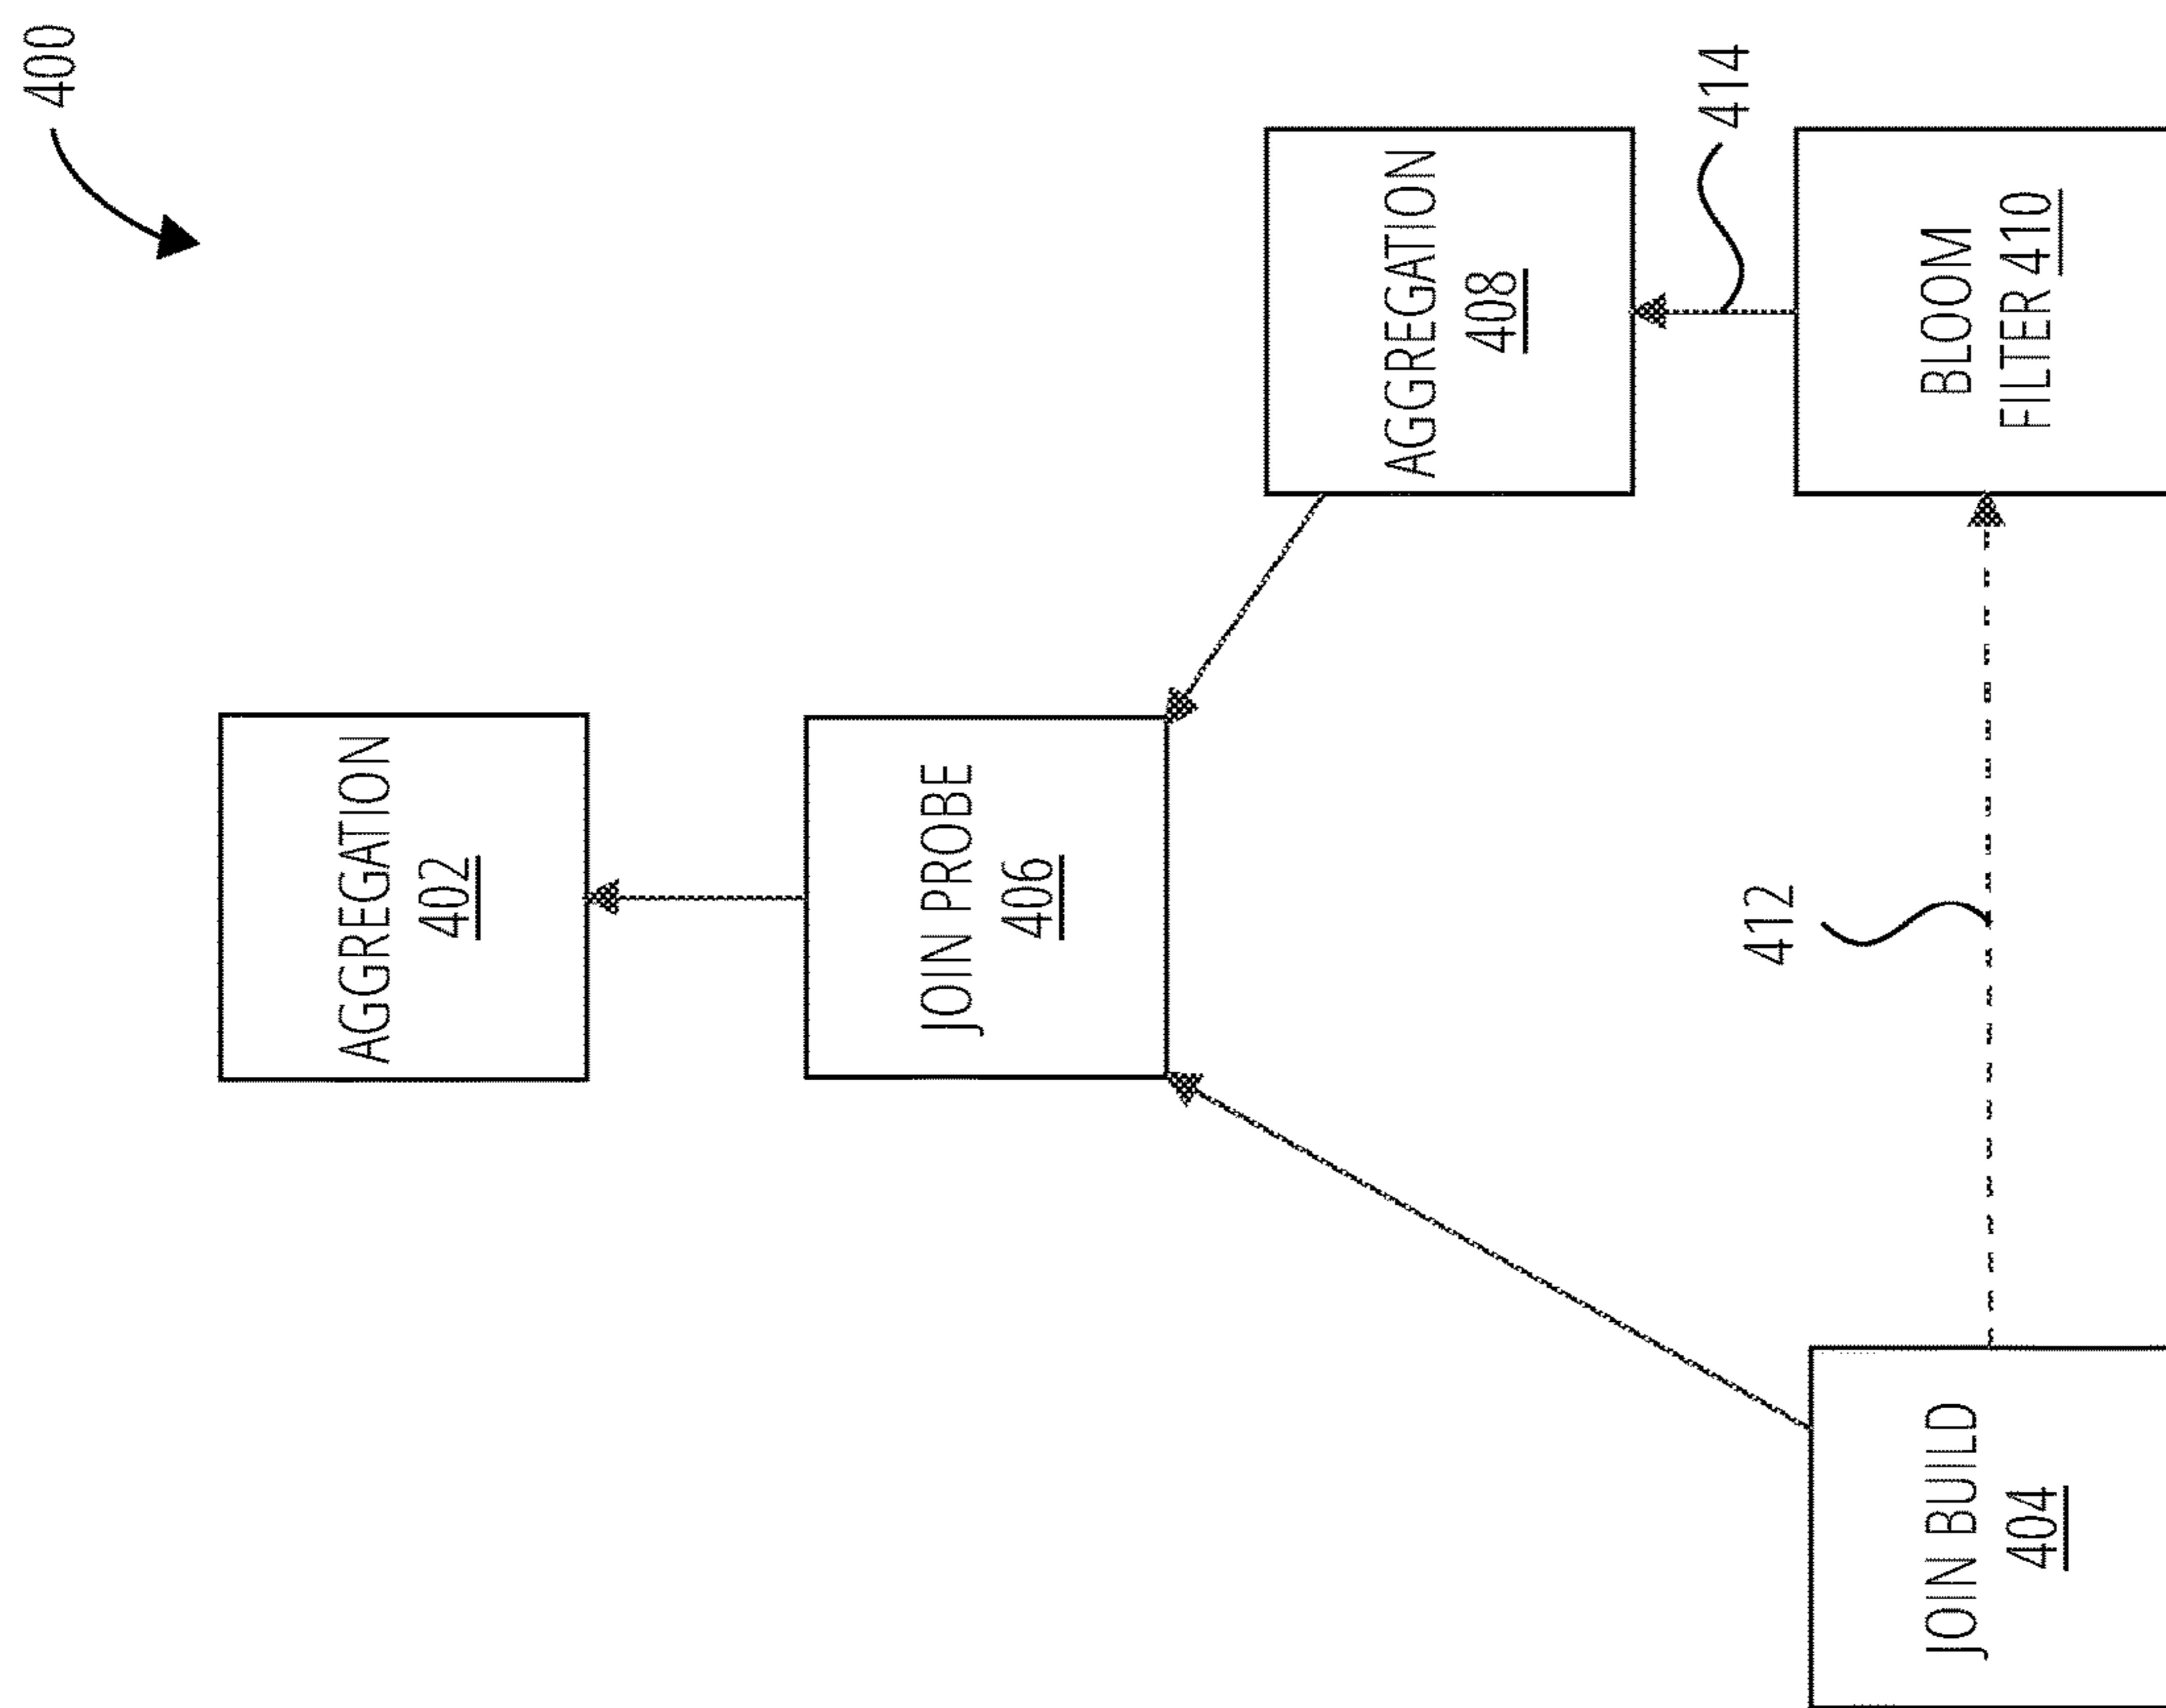 400
AGGREGATION
402
JOIN PROBE
406
AGGREGATION
408
414
412
JOIN BUILD
404
BLOOM
FILTER 410